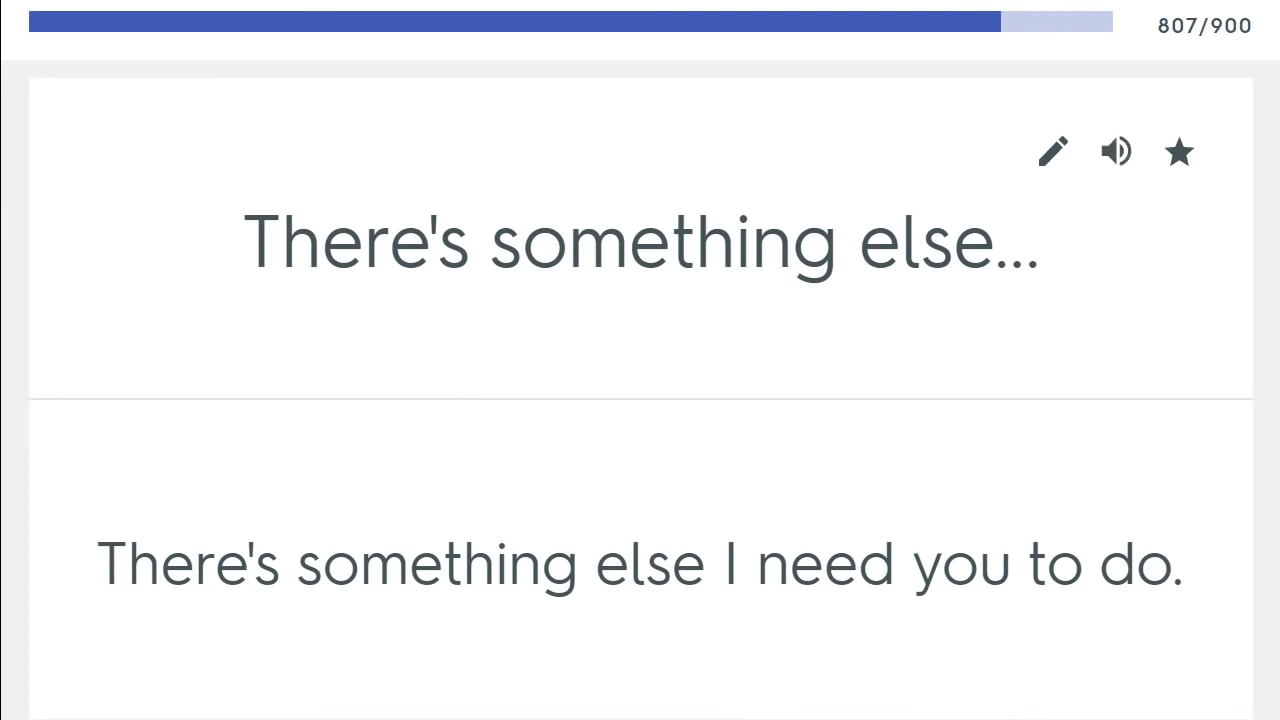 807/900
There's something else...
There's something else I need you to do.